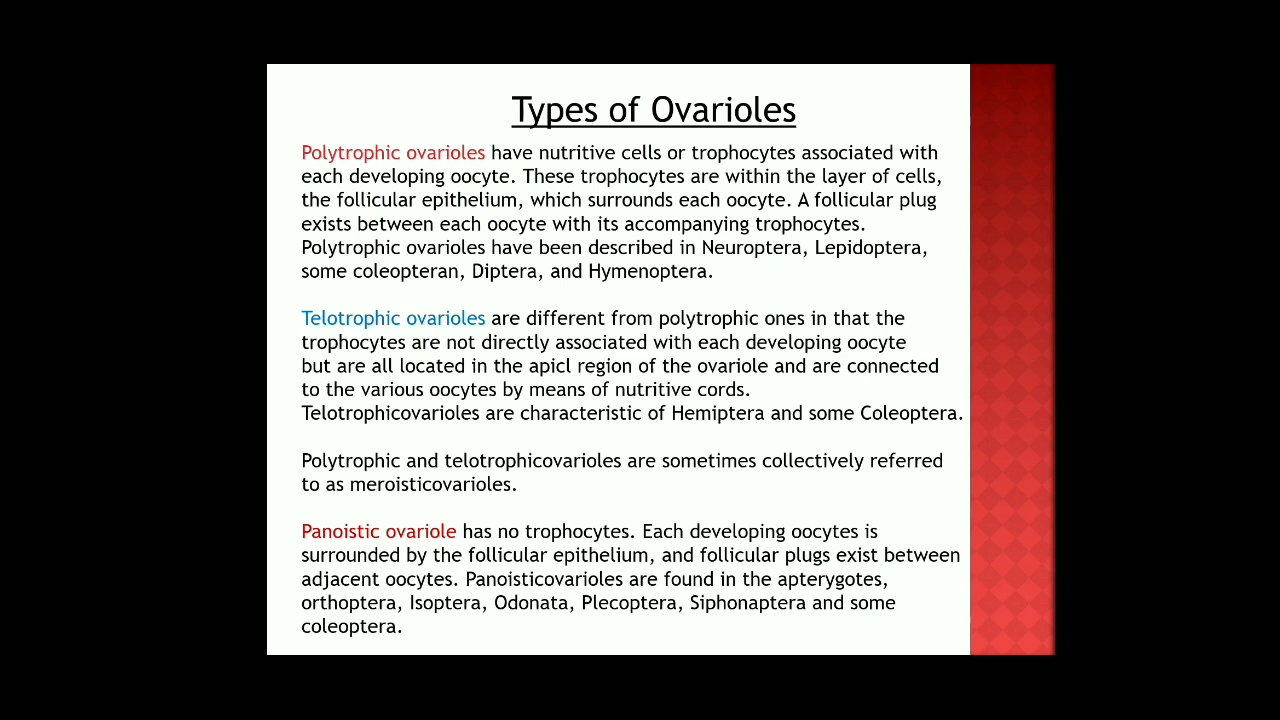 Types of Ovarioles
Polytrophic ovarioles have nutritive cells or trophocytes associated with
each developing oocyte. These trophocytes are within the layer of cells,
the follicular epithelium, which surrounds each oocyte. A follicular plug
exists between each oocyte with its accompanying trophocytes.
Polytrophic ovarioles have been described in Neuroptera, Lepidoptera,
some coleopteran, Diptera, and Hymenoptera.
Telotrophic ovarioles are different from polytrophic ones in that the
trophocytes are not directly associated with each developing oocyte
but are all located in the apicl region of the ovariole and are connected
to the various oocytes by means of nutritive cords.
Telotrophicovarioles are characteristic of Hemiptera and some Coleoptera.
Polytrophic and telotrophicovarioles are sometimes collectively referred
to as meroisticovarioles.
Panoistic ovariole has no trophocytes. Each developing oocytes is
surrounded by the follicular epithelium, and follicular plugs exist between
adjacent oocytes. Panoisticovarioles are found in the apterygotes,
orthoptera, Isoptera, Odonata, Plecoptera, Siphonaptera and some
coleoptera.